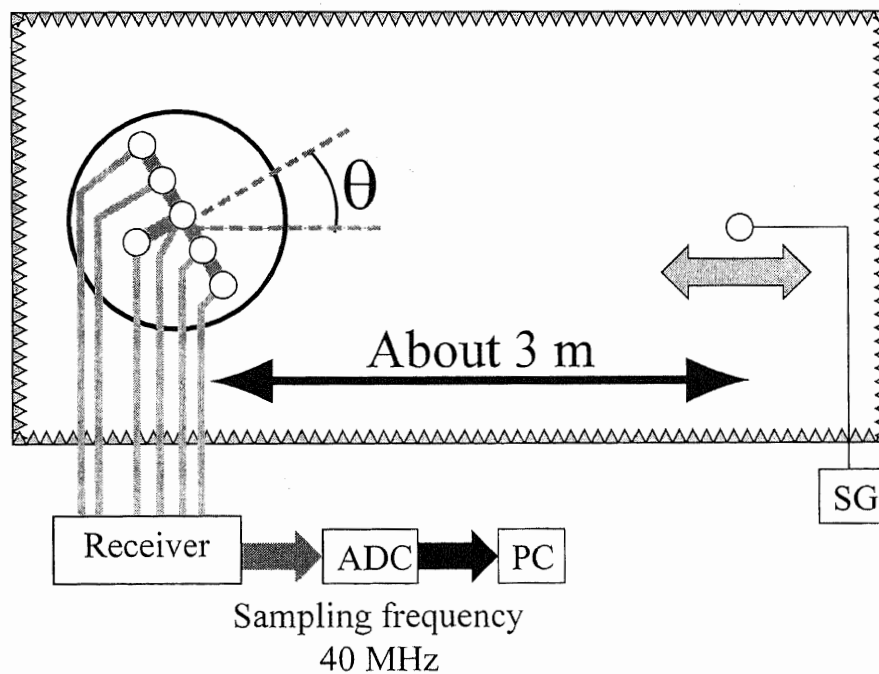 θ
About 3 m
SG
Receiver
ADC
PC
Sampling frequency
40 MHz